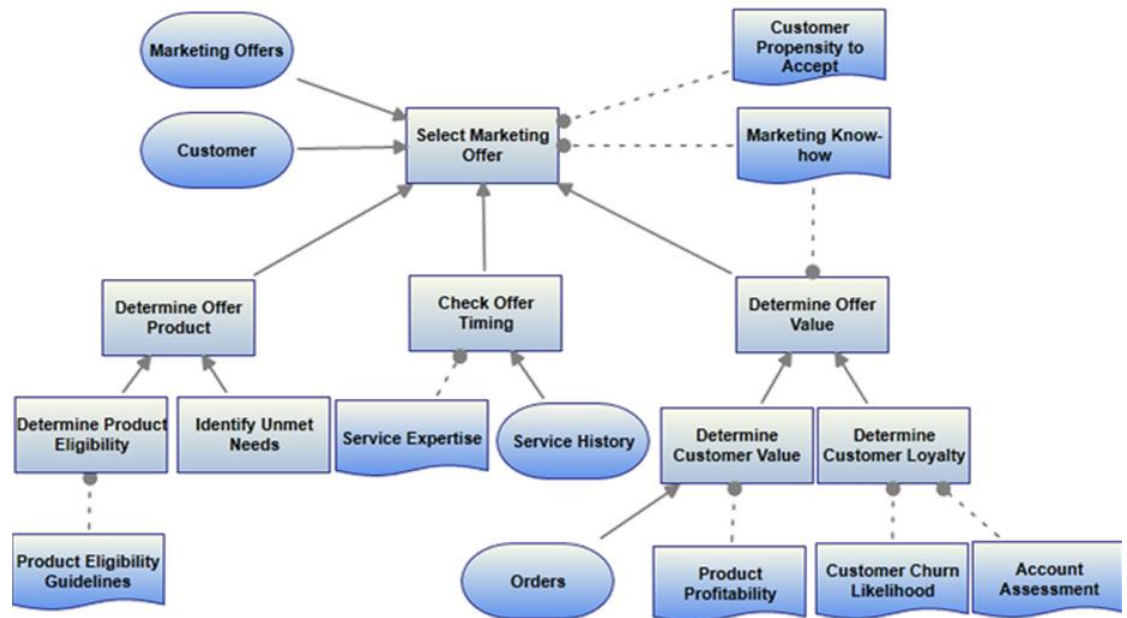 Marketing Offers
Customer
Propensity to
Accept
Customer
Select Marketing
Offer
Marketing Know-
how
Determine Offer
Product
Check Offer
Timing
Determine Offer
Value
Determine Product
Eligibility
Identify Unmet
Needs
Service Expertise
Service History
Determine
Customer Value
Determine
Customer Loyalty
Product Eligibility
Guidelines
Orders
Product
Profitability
Customer Churn
Likelihood
Account
Assessment